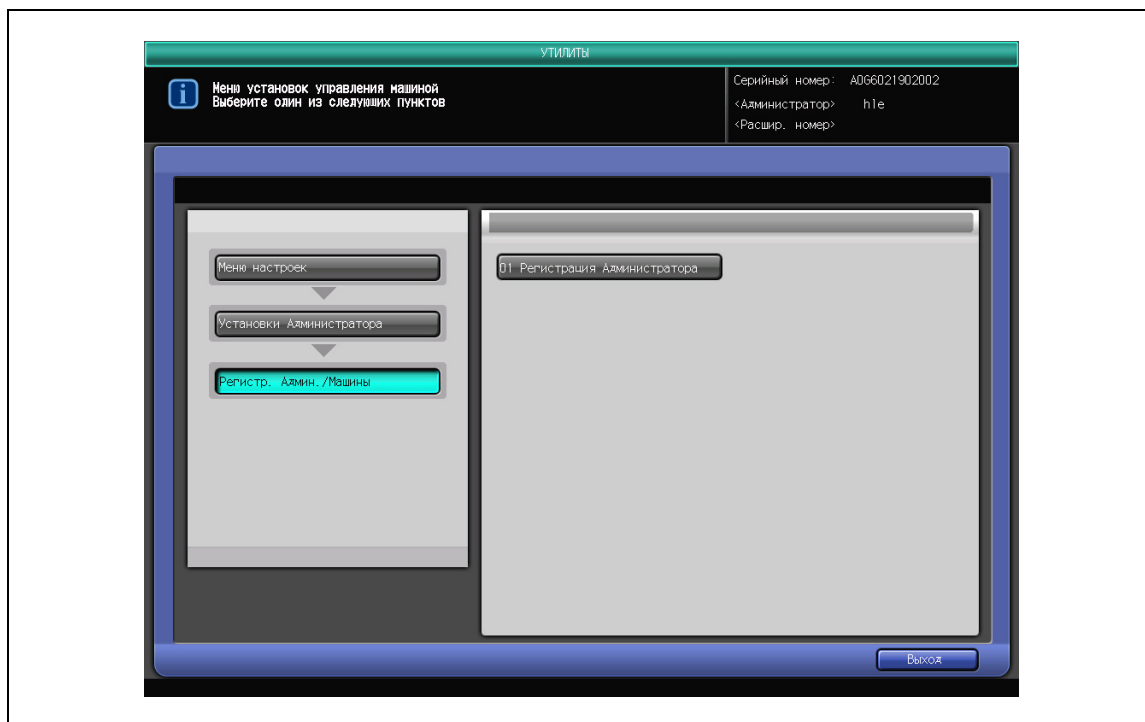 УТИЛИТЫ
Меню установок управления машиной
Выберите один из следующих пунктов
Серийный номер: A0G6021902002
<Администратор> hle
<Расшир. номер>
Меню настроек
Установки Администратора
Регистр. Админ./Машины
01 Регистрация Администратора
Выход